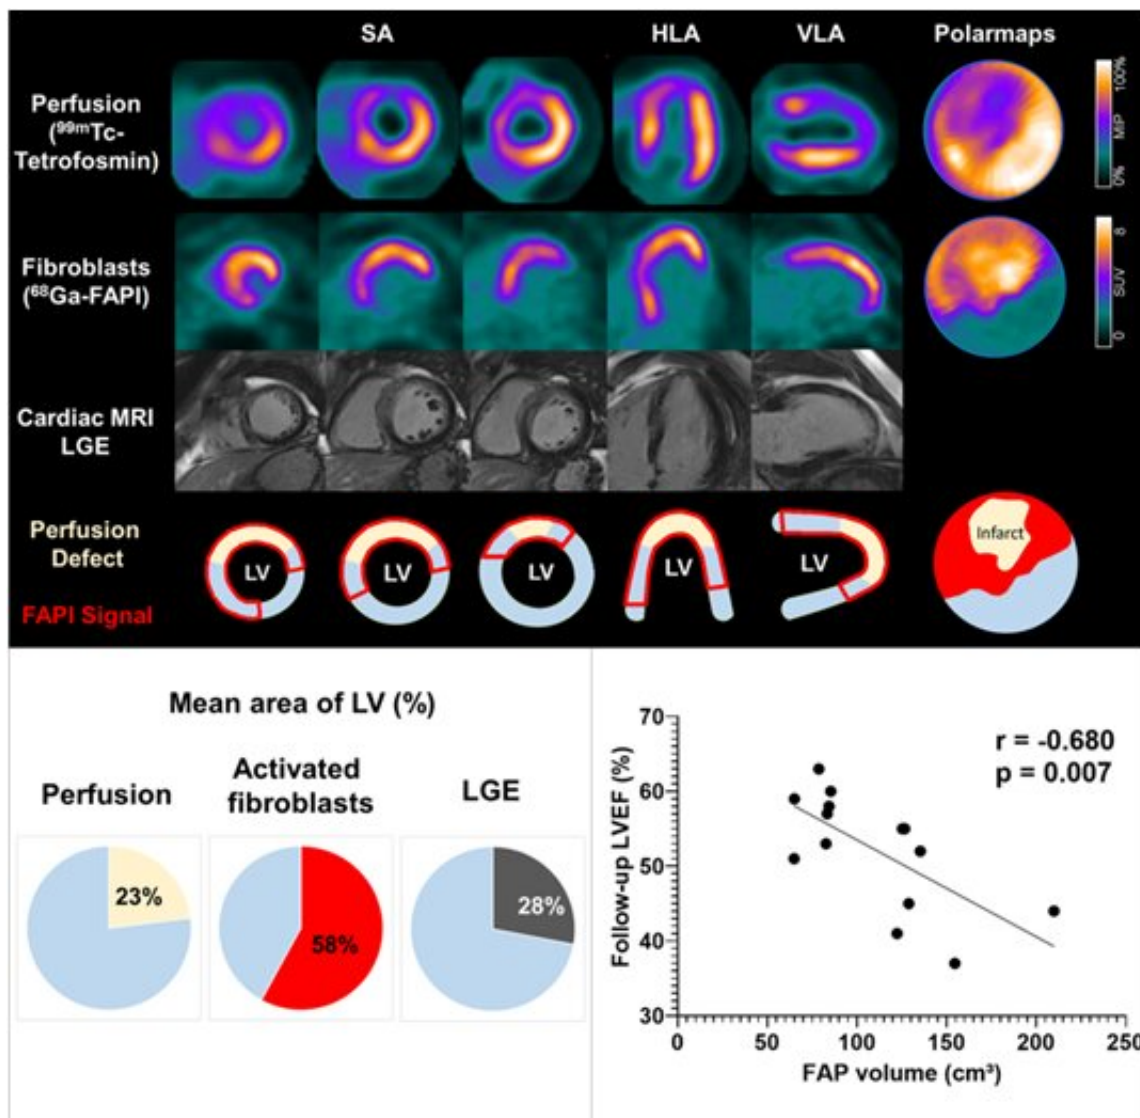 SA HLA VLA Polarmaps
Perfusion
(⁹⁹ᵐTc-
Tetrofosmin)
100%
MIP
0%
Fibroblasts
(⁶⁸Ga-FAPI)
8
SUV
0
Cardiac MRI
LGE
Perfusion
Defect
FAPI Signal
LV LV LV LV LV
Infarct
Mean area of LV (%)
Perfusion
Activated
fibroblasts
LGE
23%
58%
28%
r = -0.680
p = 0.007
Follow-up LVEF (%)
70
60
50
40
30
0 50 100 150 200 250
FAP volume (cm³)